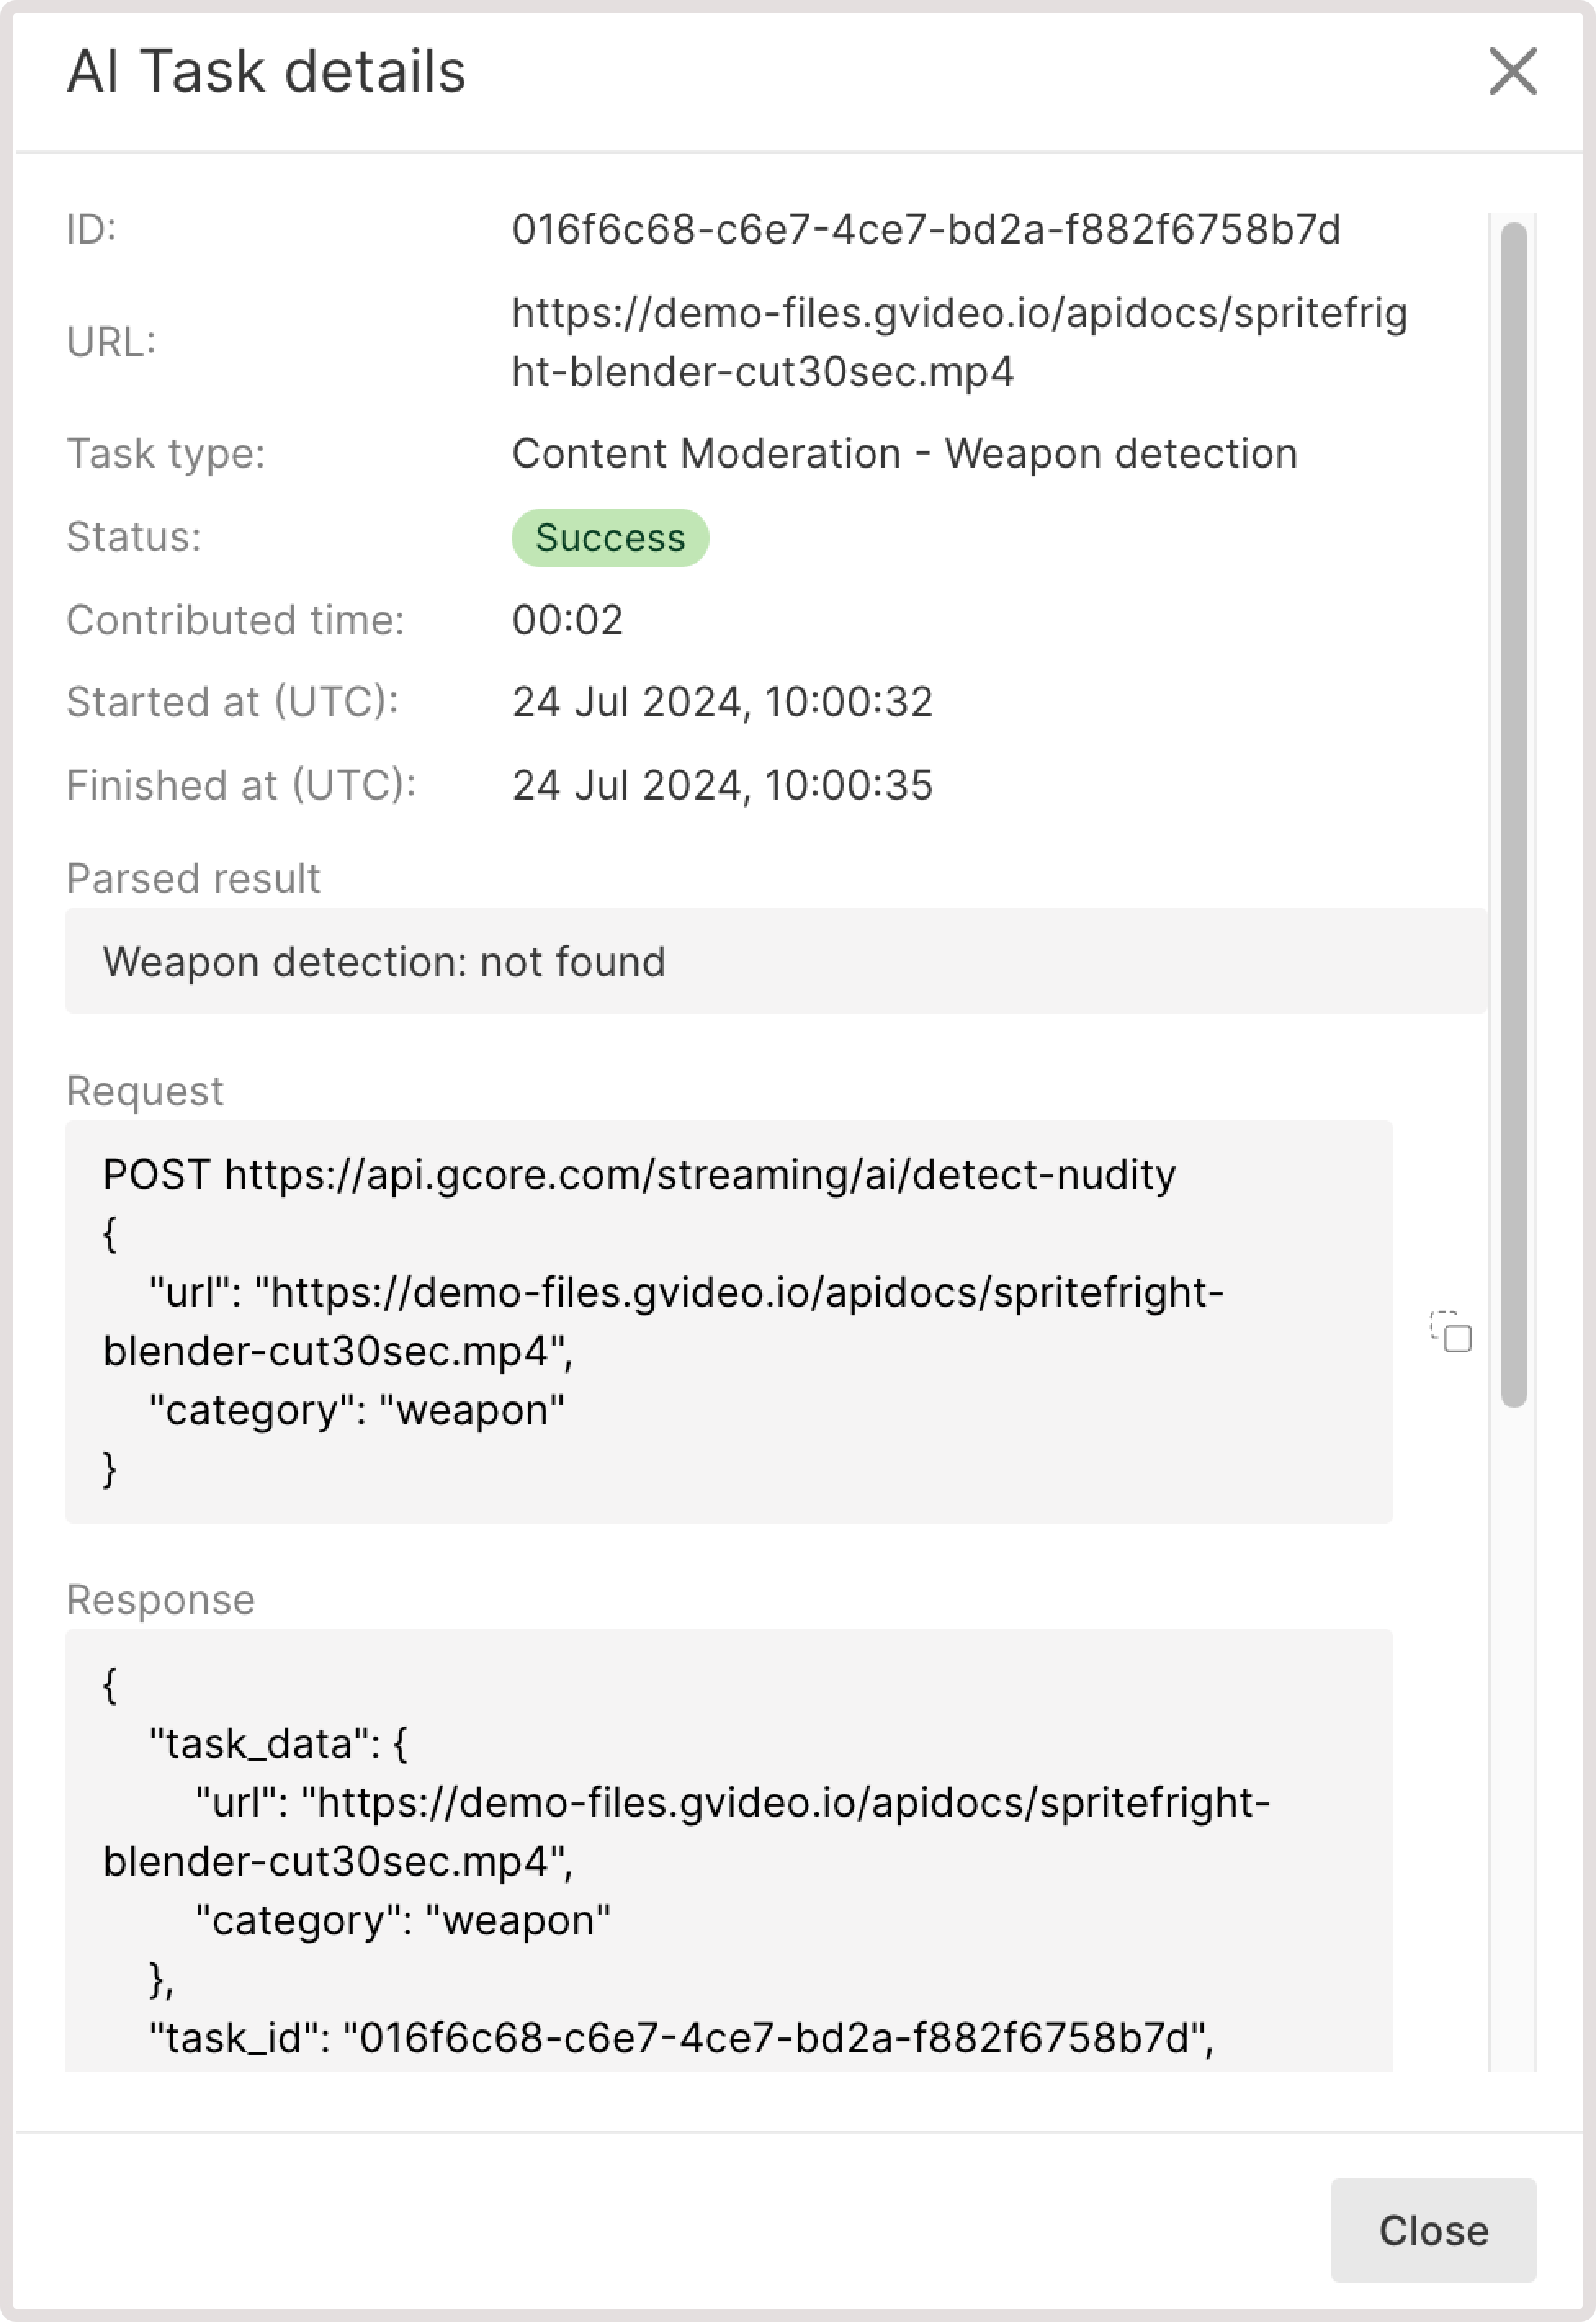 AI Task details
ID: 016f6c68-c6e7-4ce7-bd2a-f882f6758b7d
URL: https://demo-files.gvideo.io/apidocs/spritefrig
ht-blender-cut30sec.mp4
Task type: Content Moderation - Weapon detection
Status: Success
Contributed time: 00:02
Started at (UTC): 24 Jul 2024, 10:00:32
Finished at (UTC): 24 Jul 2024, 10:00:35
Parsed result
Weapon detection: not found
Request
POST https://api.gcore.com/streaming/ai/detect-nudity
{
"url": "https://demo-files.gvideo.io/apidocs/spritefright-
blender-cut30sec.mp4",
"category": "weapon"
}
Response
{
"task_data": {
"url": "https://demo-files.gvideo.io/apidocs/spritefright-
blender-cut30sec.mp4",
"category": "weapon"
},
"task_id": "016f6c68-c6e7-4ce7-bd2a-f882f6758b7d",
Close